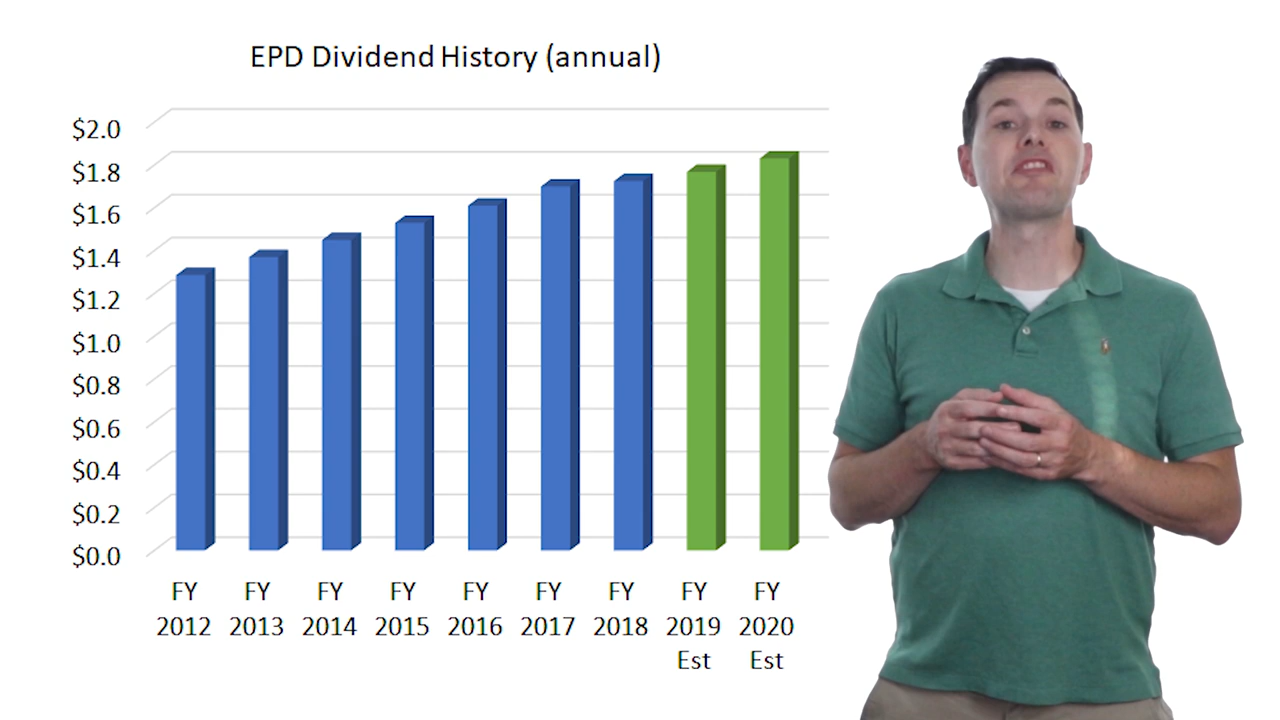 EPD Dividend History (annual)
$2.0
$1.8
$1.6
$1.4
$1.2
$1.0
$0.8
$0.6
$0.4
$0.2
$0.0
FY FY FY FY FY FY FY FY FY
2012 2013 2014 2015 2016 2017 2018 2019 2020
Est Est